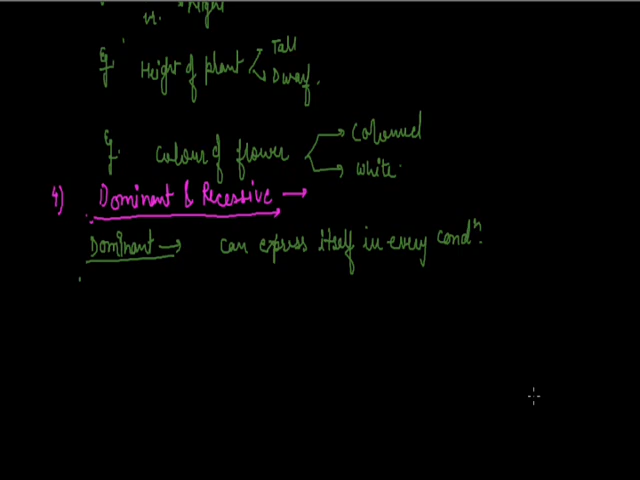 Height
Eg. Height of plant Tall
Dwarf.
Eg. Colour of flower Coloured
White.
4) Dominant & Recessive →
Dominant → can express itself in every condⁿ.